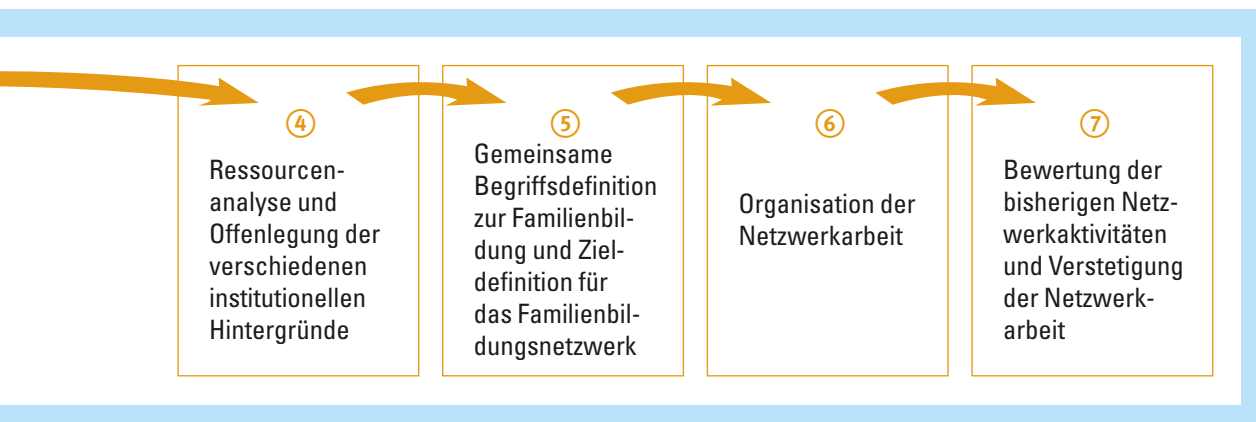 ④
Ressourcen-
analyse und
Offenlegung der
verschiedenen
institutionellen
Hintergründe
⑤
Gemeinsame
Begriffsdefinition
zur Familienbil-
dung und Ziel-
definition für
das Familienbil-
dungsnetzwerk
⑥
Organisation der
Netzwerkarbeit
⑦
Bewertung der
bisherigen Netz-
werkaktivitäten
und Verstetigung
der Netzwerk-
arbeit